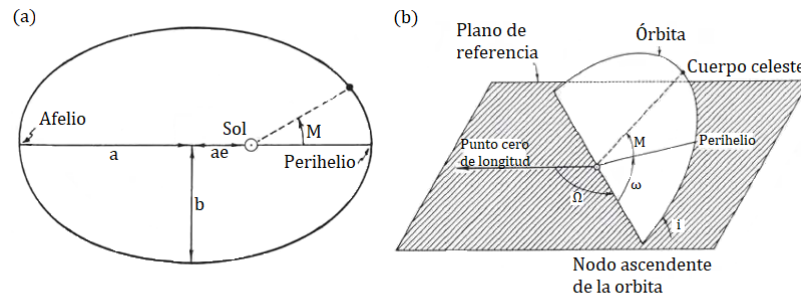 (a)
Afelio
Sol
M
a
ae
Perihelio
b
(b)
Plano de
referencia
Órbita
Cuerpo celeste
M
Perihelio
Punto cero
de longitud
Ω
ω
i
Nodo ascendente
de la orbita